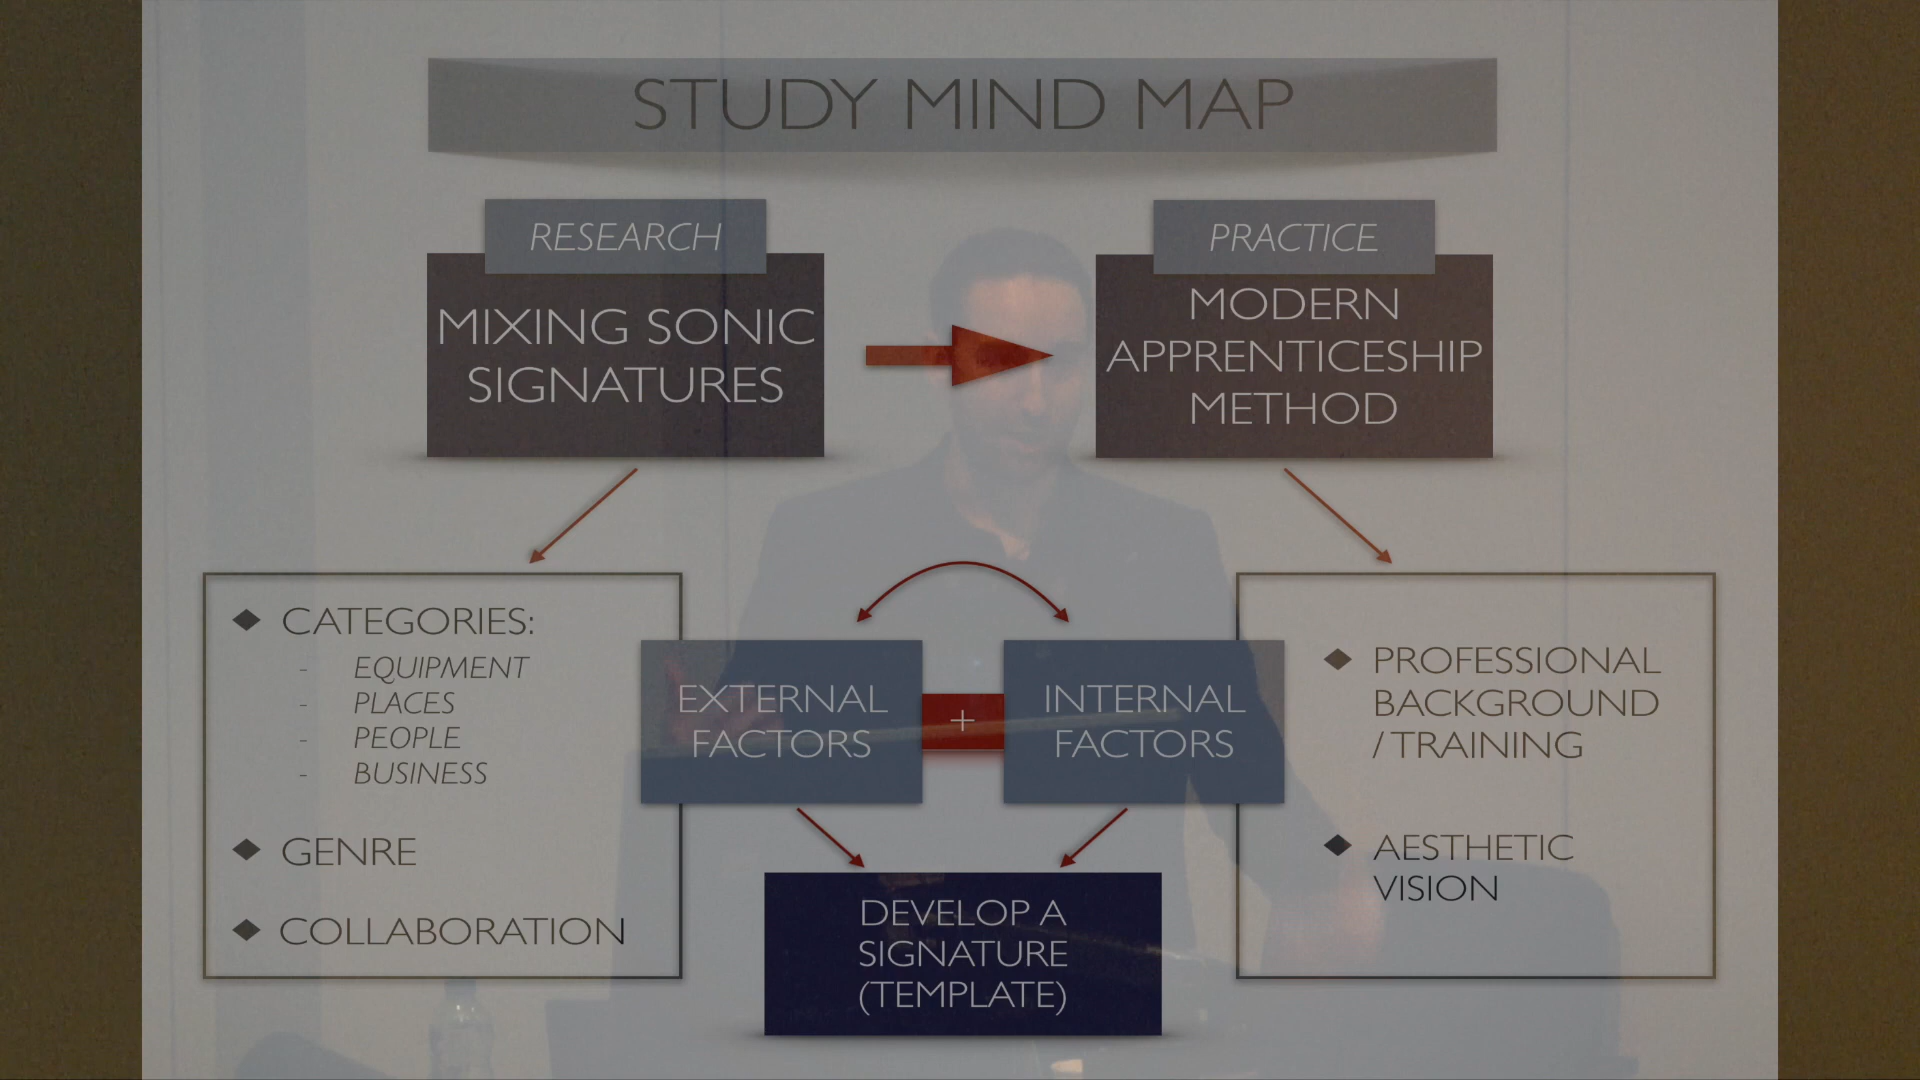 STUDY MIND MAP
RESEARCH
MIXING SONIC
SIGNATURES
PRACTICE
MODERN
APPRENTICESHIP
METHOD
◆ CATEGORIES:
- EQUIPMENT
- PLACES
- PEOPLE
- BUSINESS
◆ GENRE
◆ COLLABORATION
EXTERNAL
FACTORS
+
INTERNAL
FACTORS
◆ PROFESSIONAL
BACKGROUND
/ TRAINING
◆ AESTHETIC
VISION
DEVELOP A
SIGNATURE
(TEMPLATE)